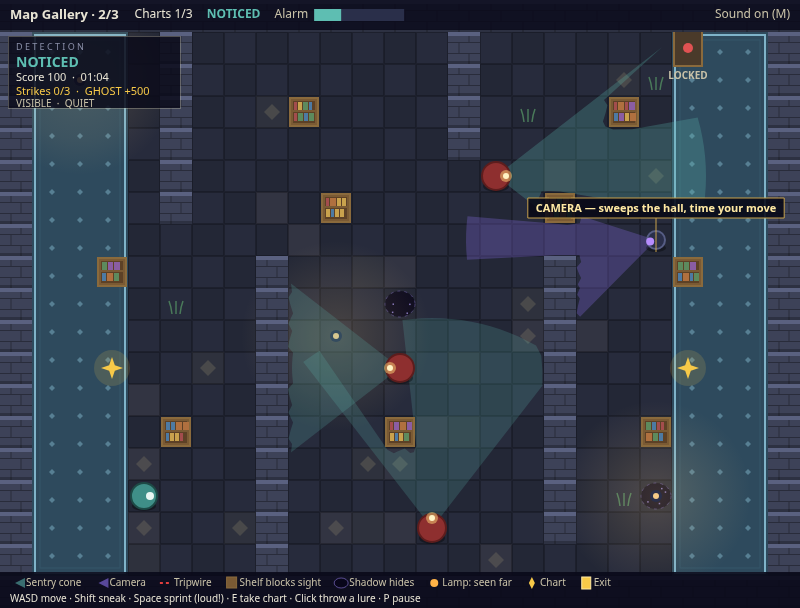 Map Gallery · 2/3
Charts 1/3
NOTICED
Alarm
Sound on (M)
DETECTION
NOTICED
Score 100 · 01:04
Strikes 0/3 · GHOST +500
VISIBLE · QUIET
LOCKED
CAMERA — sweeps the hall, time your move
Sentry cone
Camera
Tripwire
Shelf blocks sight
Shadow hides
Lamp: seen far
Chart
Exit
WASD move · Shift sneak · Space sprint (loud!) · E take chart · Click throw a lure · P pause